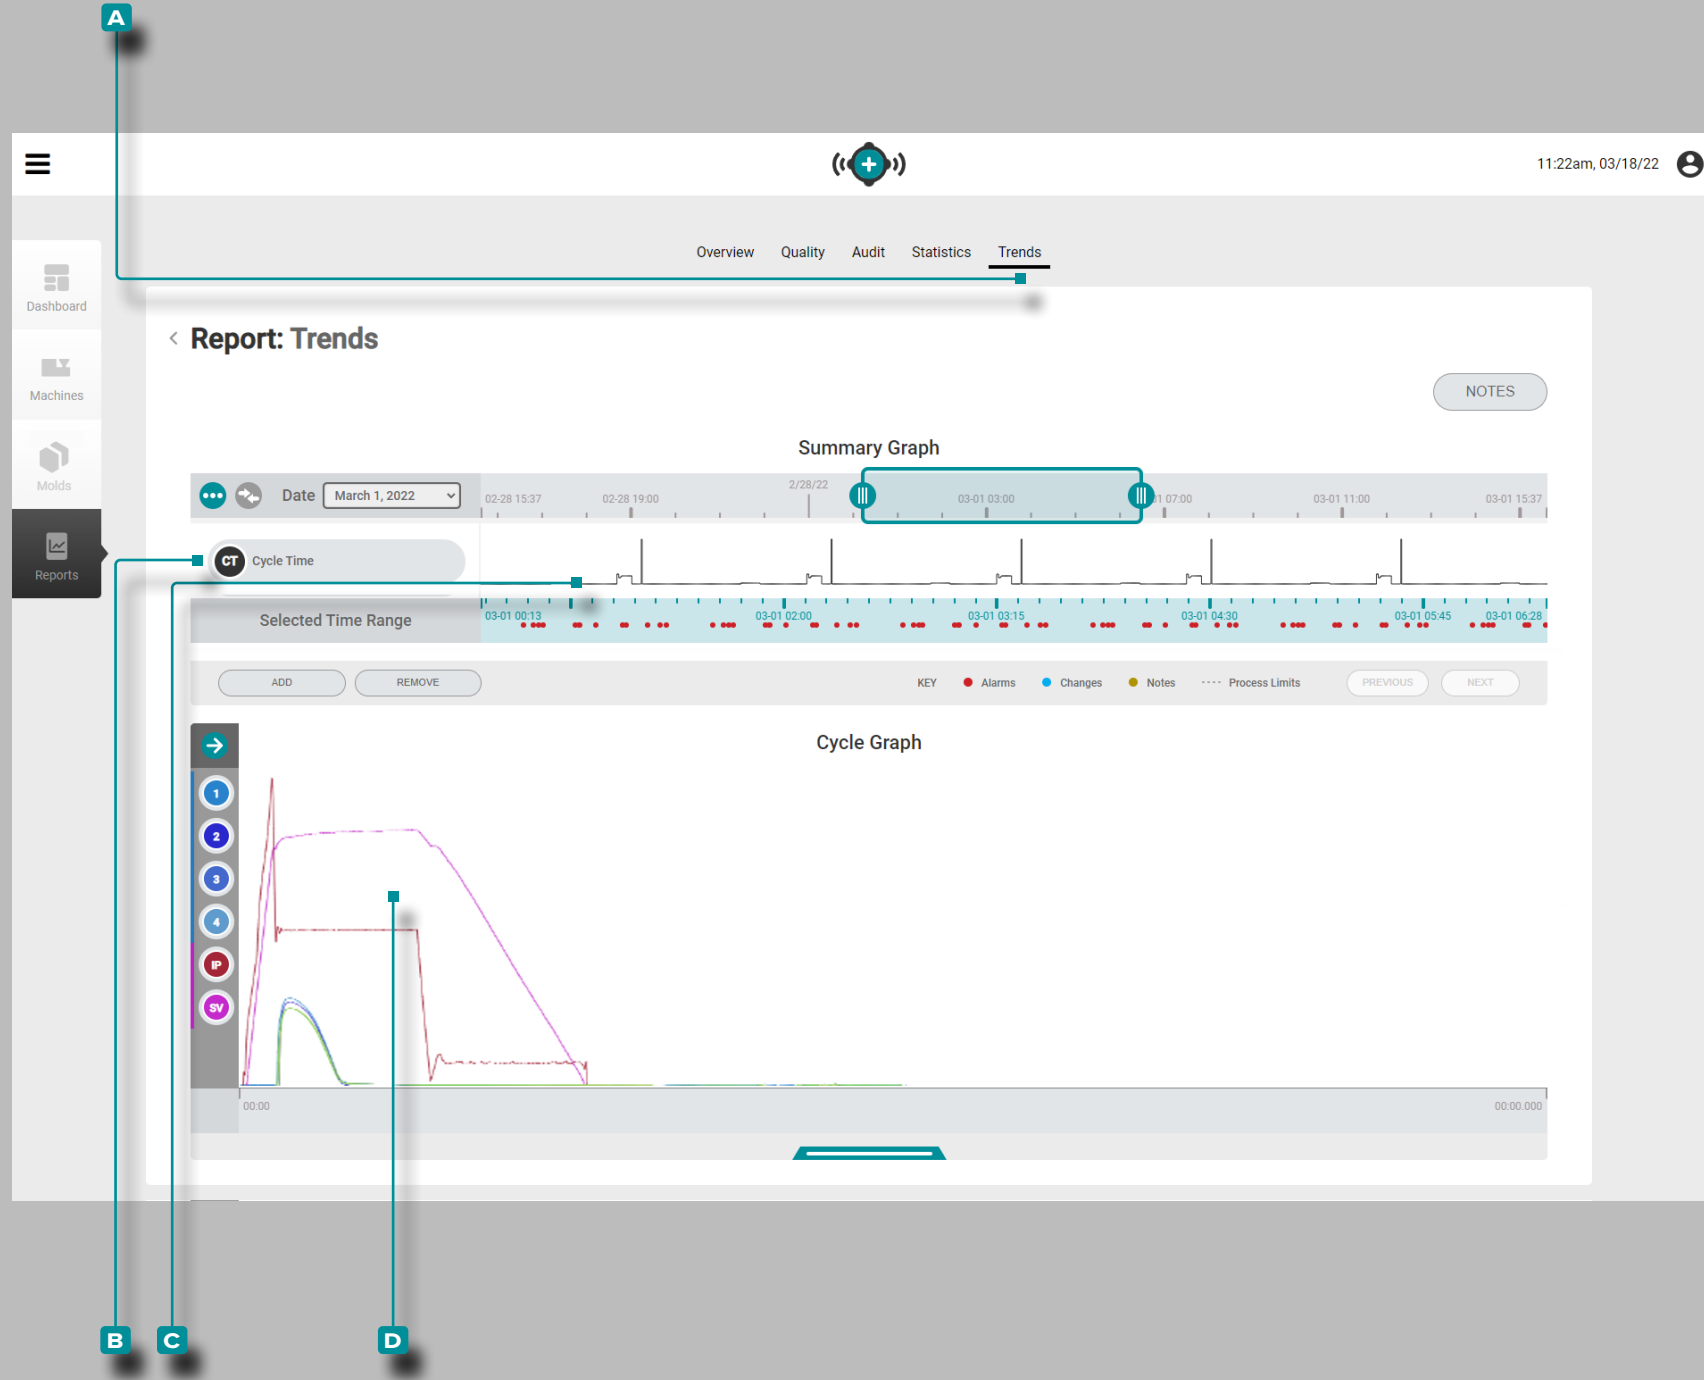 A
11:22am, 03/18/22
Overview Quality Audit Statistics Trends
Dashboard
Machines
Molds
Reports
Report: Trends
NOTES
Summary Graph
Date March 1, 2022
02-28 15:37 02-28 19:00 2/28/22 03-01 03:00 1 07:00 03-01 11:00 03-01 15:37
CT Cycle Time
Selected Time Range
03-01 00:13 03-01 02:00 03-01 03:15 03-01 04:30 03-01 05:45 03-01 06:28
ADD REMOVE
KEY Alarms Changes Notes Process Limits
PREVIOUS NEXT
Cycle Graph
1
2
3
4
IP
SV
00:00 00:00.000
B C D